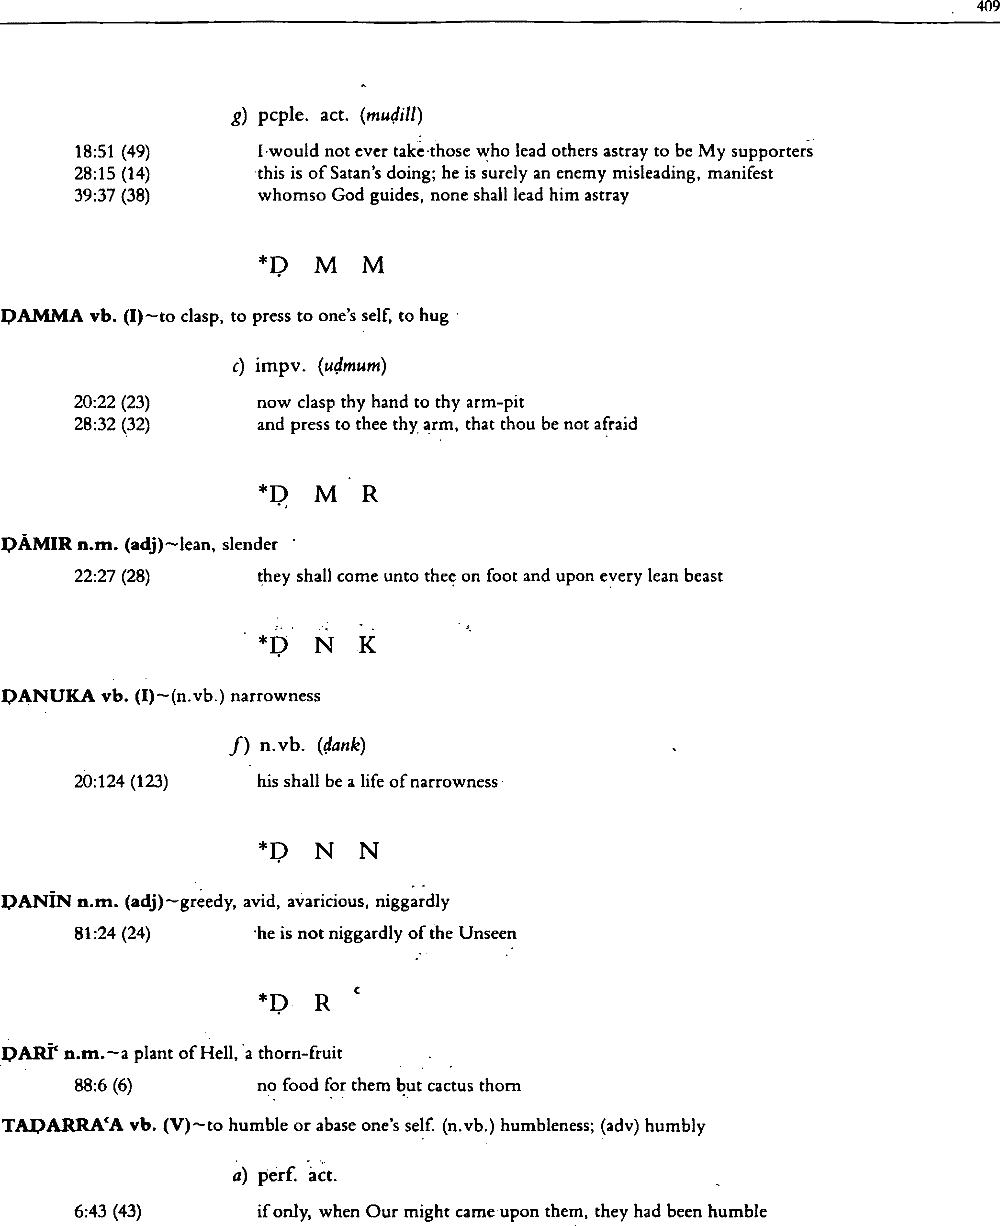 409
g) pcple. act. (muḍill)
18:51 (49) I would not ever take those who lead others astray to be My supporters
28:15 (14) this is of Satan's doing; he is surely an enemy misleading, manifest
39:37 (38) whomso God guides, none shall lead him astray
*Ḍ M M
ḌAMMA vb. (I)~to clasp, to press to one's self, to hug
c) impv. (uḍmum)
20:22 (23) now clasp thy hand to thy arm-pit
28:32 (32) and press to thee thy arm, that thou be not afraid
*Ḍ M R
ḌĀMIR n.m. (adj)~lean, slender
22:27 (28) they shall come unto thee on foot and upon every lean beast
*Ḍ N K
ḌANUKA vb. (I)~(n.vb.) narrowness
f) n.vb. (ḍank)
20:124 (123) his shall be a life of narrowness
*Ḍ N N
ḌANĪN n.m. (adj)~greedy, avid, avaricious, niggardly
81:24 (24) he is not niggardly of the Unseen
*Ḍ R ʿ
ḌARĪʿ n.m.~a plant of Hell, a thorn-fruit
88:6 (6) no food for them but cactus thorn
TAḌARRAʿA vb. (V)~to humble or abase one's self. (n.vb.) humbleness; (adv) humbly
a) perf. act.
6:43 (43) if only, when Our might came upon them, they had been humble